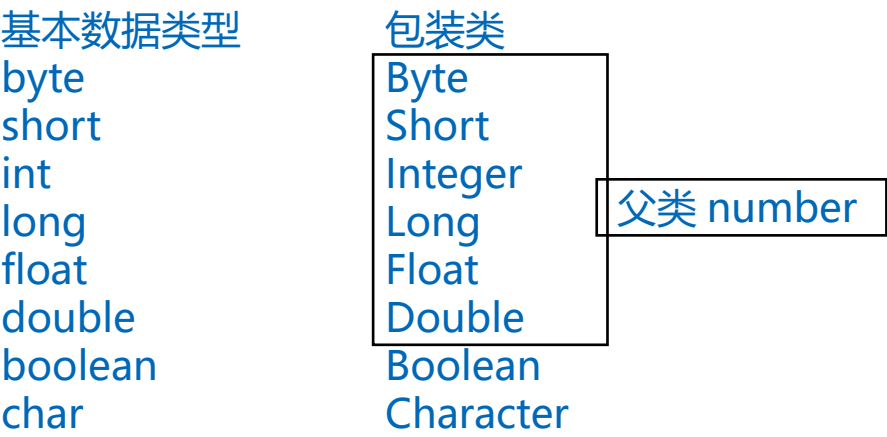 基本数据类型 包装类
byte Byte
short Short
int Integer
父类 number
long Long
float Float
double Double
boolean Boolean
char Character